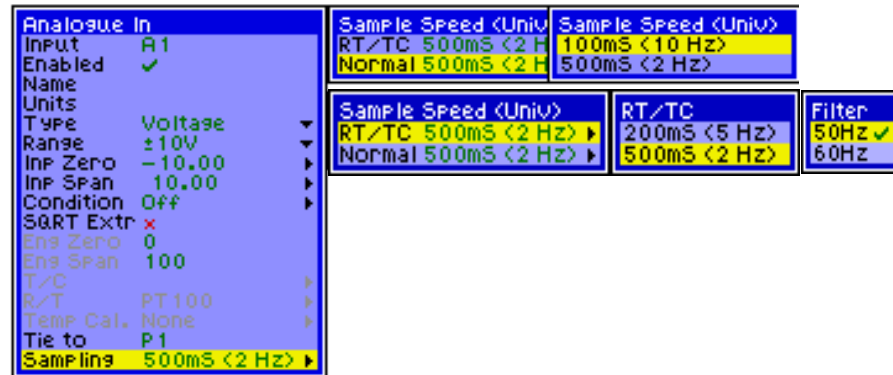 Analogue In
Input A1
Enabled ✓
Name
Units
Type Voltage
Range ±10V
Inp Zero -10.00
Inp Span 10.00
Condition Off
SQRT Extr x
Eng Zero 0
Eng Span 100
T/C
R/T PT100
Temp Cal. None
Tie to P1
Sampling 500mS (2 Hz)
Sample Speed (Univ)
RT/TC 500mS (2 H
Normal 500mS (2 H
Sample Speed (Univ)
100mS (10 Hz)
500mS (2 Hz)
Sample Speed (Univ)
RT/TC 500mS (2 Hz)
Normal 500mS (2 Hz)
RT/TC
200mS (5 Hz)
500mS (2 Hz)
Filter
50Hz ✓
60Hz